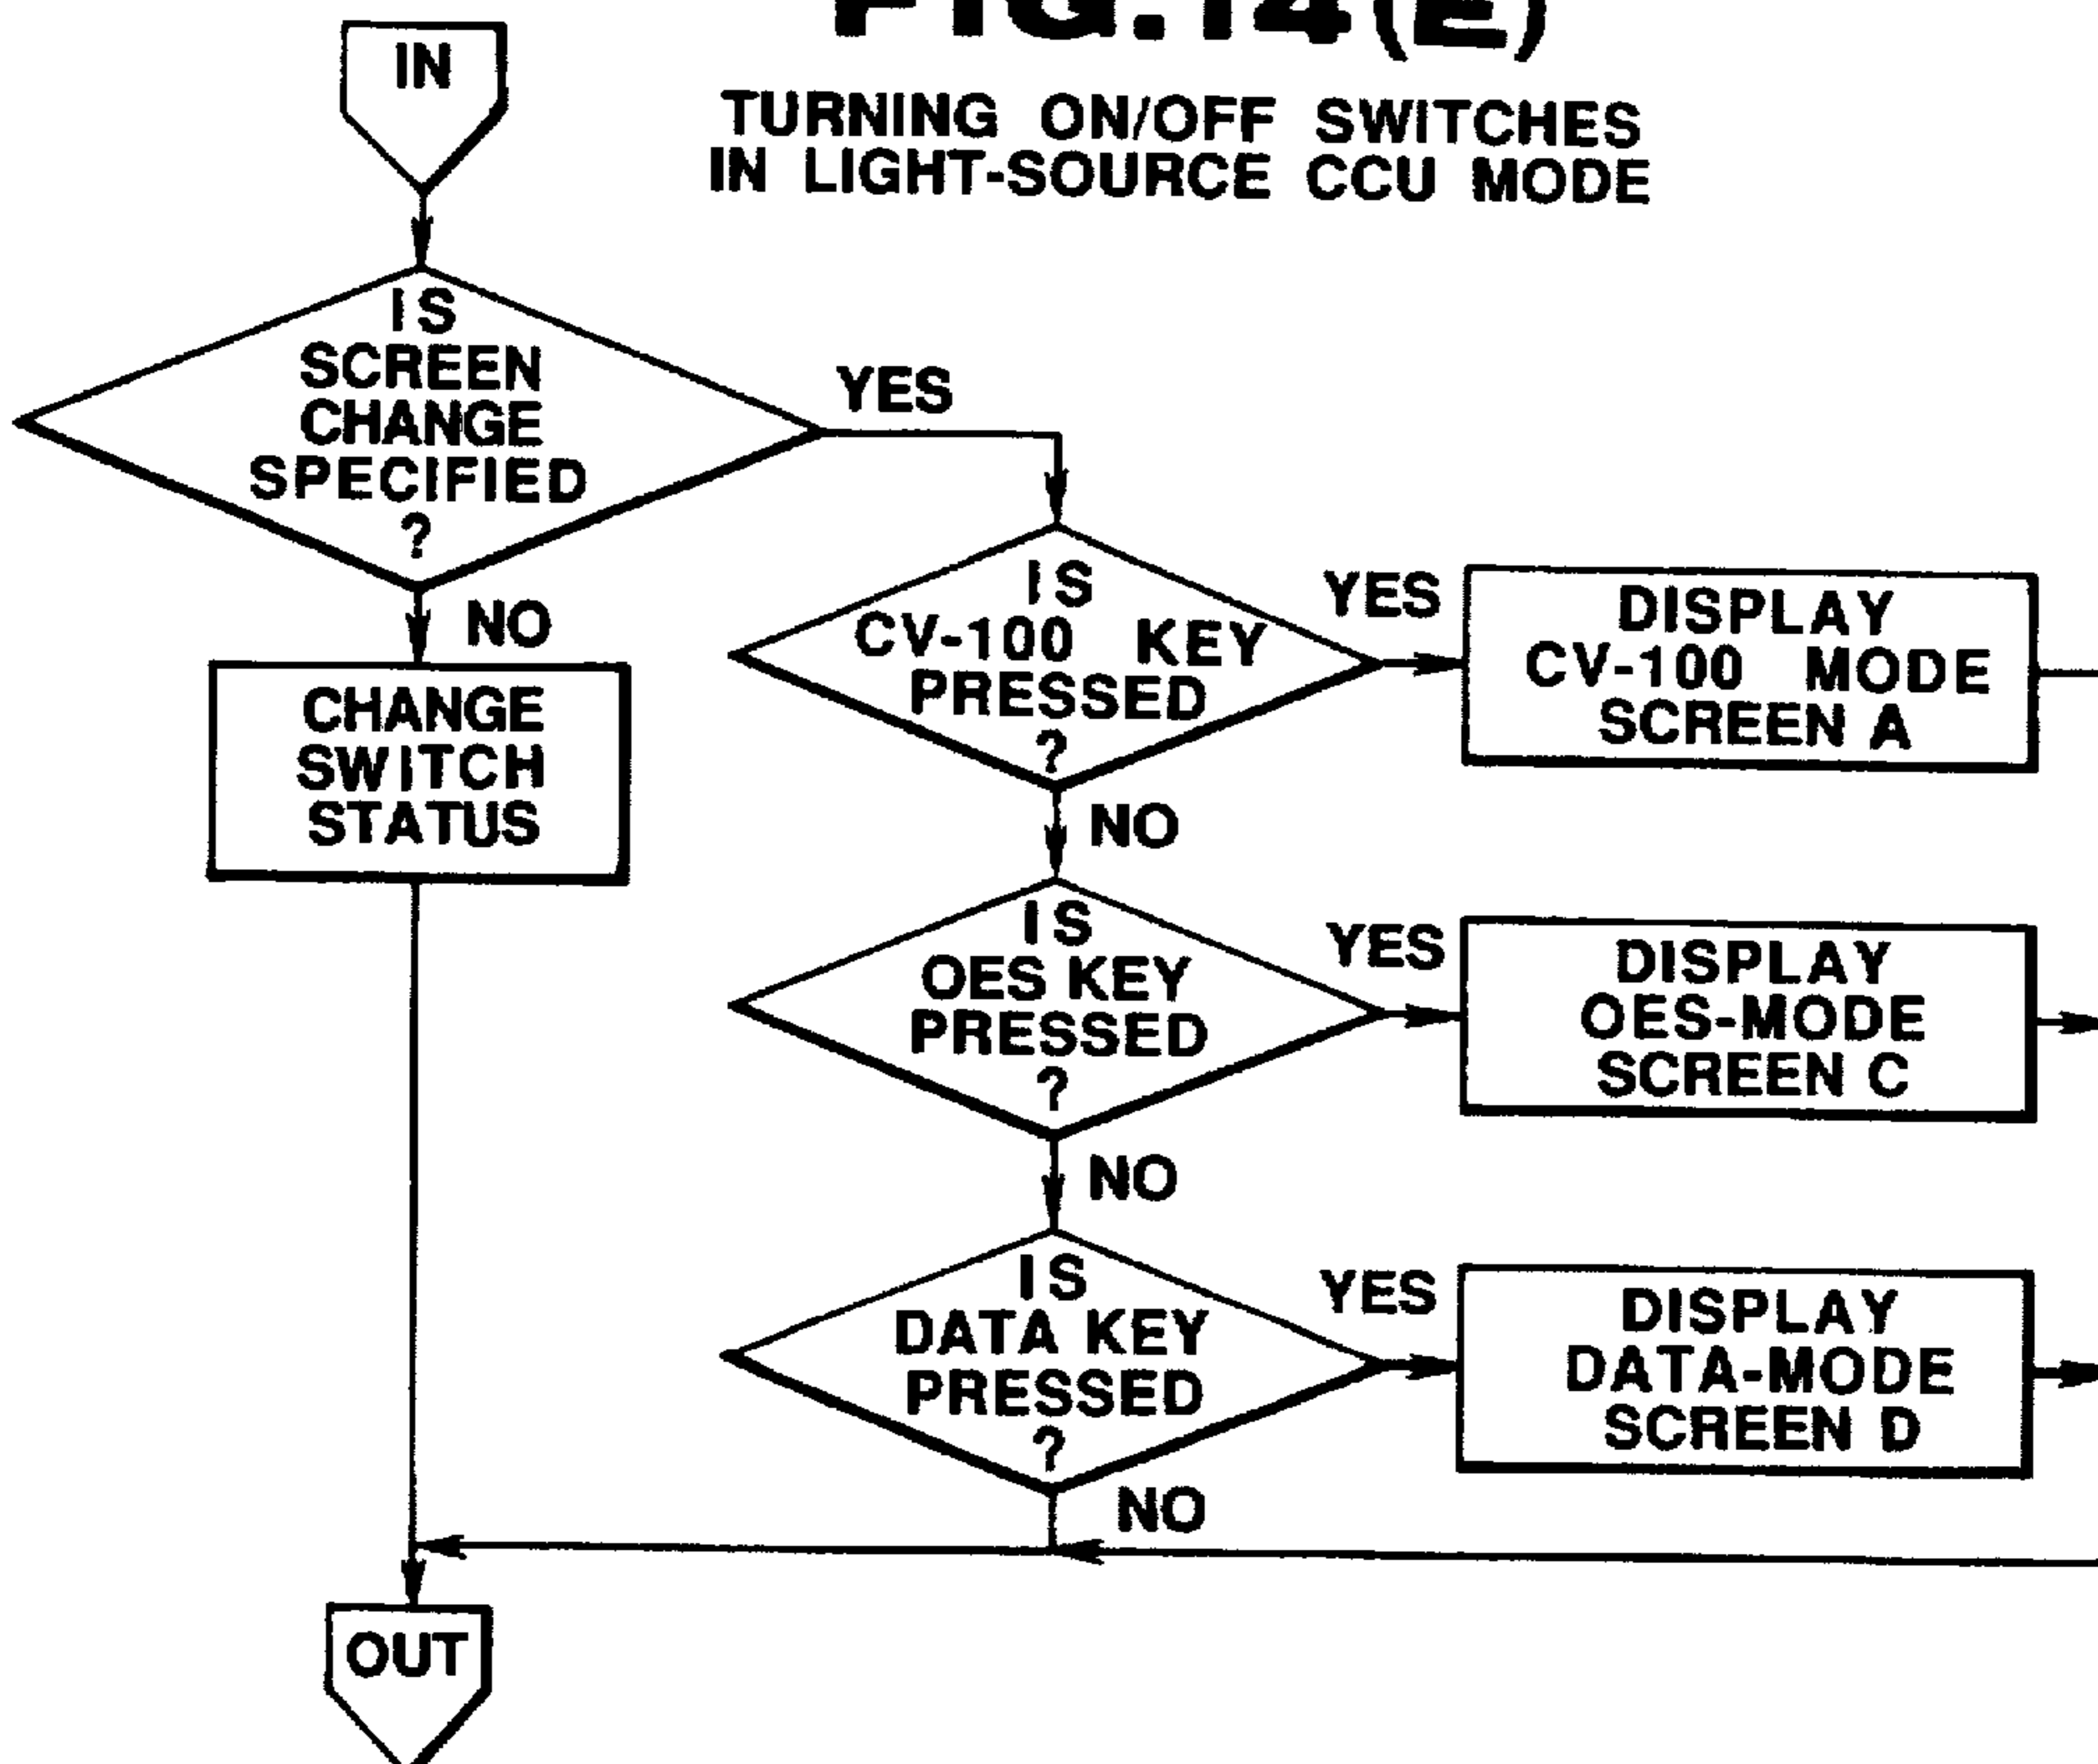 FIG.14(E)
TURNING ON/OFF SWITCHES
IN LIGHT-SOURCE CCU MODE
IN
IS
SCREEN
CHANGE
SPECIFIED
?
YES
NO
CHANGE
SWITCH
STATUS
IS
CV-100 KEY
PRESSED
?
YES
DISPLAY
CV-100 MODE
SCREEN A
NO
IS
OES KEY
PRESSED
?
YES
DISPLAY
OES-MODE
SCREEN C
NO
IS
DATA KEY
PRESSED
?
YES
DISPLAY
DATA-MODE
SCREEN D
NO
OUT